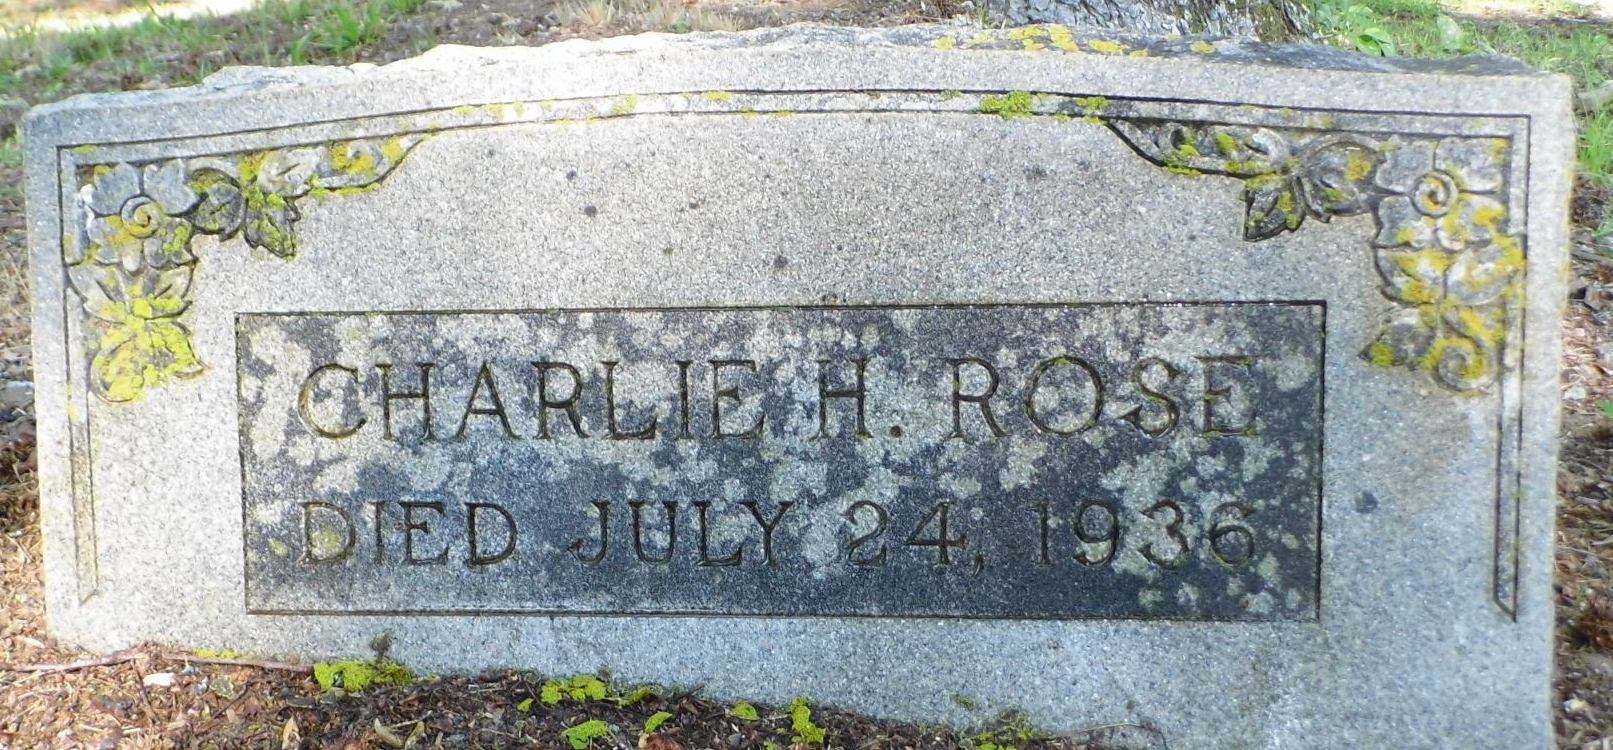 CHARLIE H. ROSE
DIED JULY 24, 1936